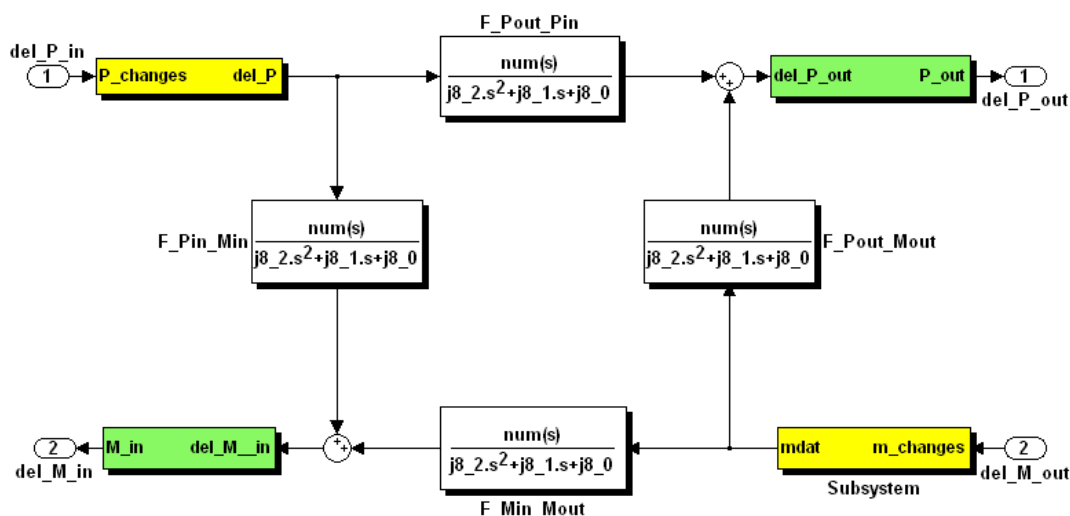 F_Pout_Pin
del_P_in
1
P_changes del_P
num(s)
j8_2.s²+j8_1.s+j8_0
++
del_P_out P_out
1
del_P_out
F_Pin_Min
num(s)
j8_2.s²+j8_1.s+j8_0
num(s)
j8_2.s²+j8_1.s+j8_0
F_Pout_Mout
2
del_M_in
M_in del_M__in
++
num(s)
j8_2.s²+j8_1.s+j8_0
F_Min_Mout
mdat m_changes
Subsystem
2
del_M_out